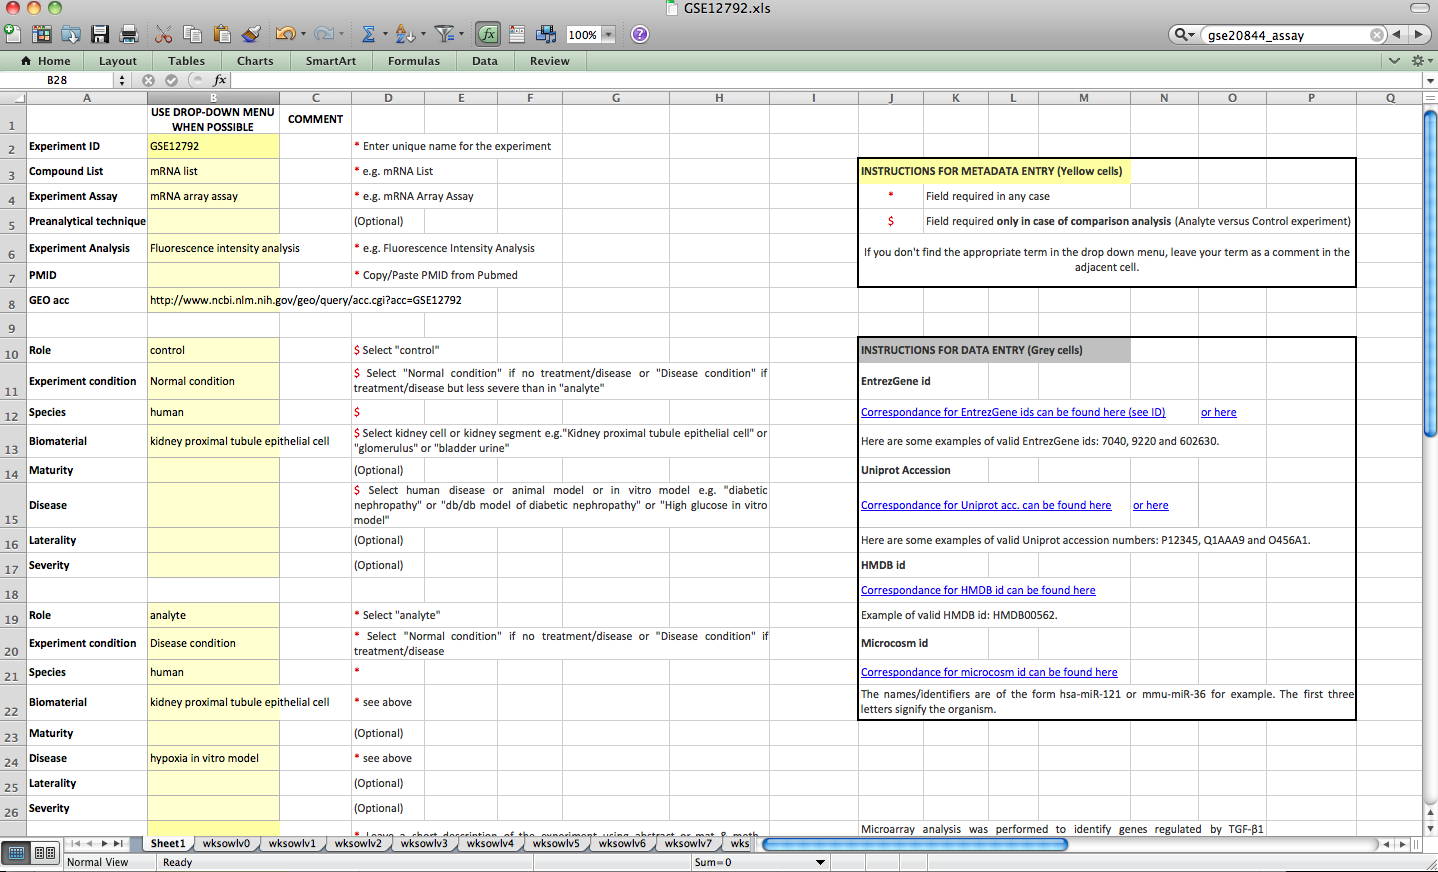 GSE12792.xls
100%
gse20844_assay
Home Layout Tables Charts SmartArt Formulas Data Review
B28 fx
A B C D E F G H I J K L M N O P Q
1 USE DROP-DOWN MENU WHEN POSSIBLE COMMENT
2 Experiment ID GSE12792 * Enter unique name for the experiment
3 Compound List mRNA list * e.g. mRNA List INSTRUCTIONS FOR METADATA ENTRY (Yellow cells)
4 Experiment Assay mRNA array assay * e.g. mRNA Array Assay * Field required in any case
5 Preanalytical technique (Optional) $ Field required only in case of comparison analysis (Analyte versus Control experiment)
6 Experiment Analysis Fluorescence intensity analysis * e.g. Fluorescence Intensity Analysis If you don't find the appropriate term in the drop down menu, leave your term as a comment in the adjacent cell.
7 PMID * Copy/Paste PMID from Pubmed
8 GEO acc http://www.ncbi.nlm.nih.gov/geo/query/acc.cgi?acc=GSE12792
9
10 Role control $ Select "control" INSTRUCTIONS FOR DATA ENTRY (Grey cells)
11 Experiment condition Normal condition $ Select "Normal condition" if no treatment/disease or "Disease condition" if treatment/disease but less severe than in "analyte" EntrezGene id
12 Species human $ Correspondance for EntrezGene ids can be found here (see ID) or here
13 Biomaterial kidney proximal tubule epithelial cell $ Select kidney cell or kidney segment e.g."Kidney proximal tubule epithelial cell" or "glomerulus" or "bladder urine" Here are some examples of valid EntrezGene ids: 7040, 9220 and 602630.
14 Maturity (Optional) Uniprot Accession
15 Disease $ Select human disease or animal model or in vitro model e.g. "diabetic nephropathy" or "db/db model of diabetic nephropathy" or "High glucose in vitro model" Correspondance for Uniprot acc. can be found here or here
16 Laterality (Optional) Here are some examples of valid Uniprot accession numbers: P12345, Q1AAA9 and O456A1.
17 Severity (Optional) HMDB id
18 Correspondance for HMDB id can be found here
19 Role analyte * Select "analyte" Example of valid HMDB id: HMDB00562.
20 Experiment condition Disease condition * Select "Normal condition" if no treatment/disease or "Disease condition" if treatment/disease Microcosm id
21 Species human * Correspondance for microcosm id can be found here
22 Biomaterial kidney proximal tubule epithelial cell * see above The names/identifiers are of the form hsa-miR-121 or mmu-miR-36 for example. The first three letters signify the organism.
23 Maturity (Optional)
24 Disease hypoxia in vitro model * see above
25 Laterality (Optional)
26 Severity (Optional)
* Leave a short description of the experiment using abstract or mat & meth Microarray analysis was performed to identify genes regulated by TGF-β1
Sheet1 wksowlv0 wksowlv1 wksowlv2 wksowlv3 wksowlv4 wksowlv5 wksowlv6 wksowlv7 wks
Normal View Ready Sum=0